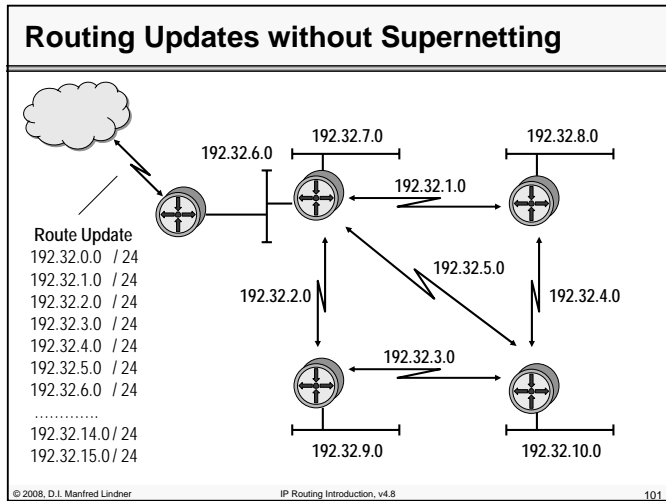 Routing Updates without Supernetting
192.32.6.0
192.32.7.0
192.32.8.0
192.32.1.0
Route Update
192.32.0.0 / 24
192.32.1.0 / 24
192.32.2.0 / 24
192.32.3.0 / 24
192.32.4.0 / 24
192.32.5.0 / 24
192.32.6.0 / 24
.............
192.32.14.0 / 24
192.32.15.0 / 24
192.32.2.0
192.32.5.0
192.32.4.0
192.32.3.0
192.32.9.0
192.32.10.0
© 2008, D.I. Manfred Lindner
IP Routing Introduction, v4.8
101